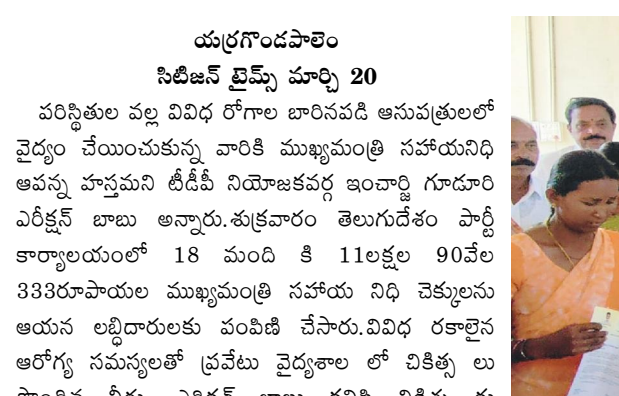 యర్రగొండపాలెం
సిటిజన్ టైమ్స్ మార్చి 20
పరిస్థితుల వల్ల వివిధ రోగాల బారినపడి ఆసుపత్రులలో
వైద్యం చేయించుకున్న వారికి ముఖ్యమంత్రి సహాయనిధి
ఆపన్న హస్తమని టీడీపీ నియోజకవర్గ ఇంచార్జి గూడూరి
ఎరీక్షన్ బాబు అన్నారు.శుక్రవారం తెలుగుదేశం పార్టీ
కార్యాలయంలో 18 మంది కి 11లక్షల 90వేల
333రూపాయల ముఖ్యమంత్రి సహాయ నిధి చెక్కులను
ఆయన లబ్ధిదారులకు పంపిణి చేసారు.వివిధ రకాలైన
ఆరోగ్య సమస్యలతో ప్రవేటు వైద్యశాల లో చికిత్స లు